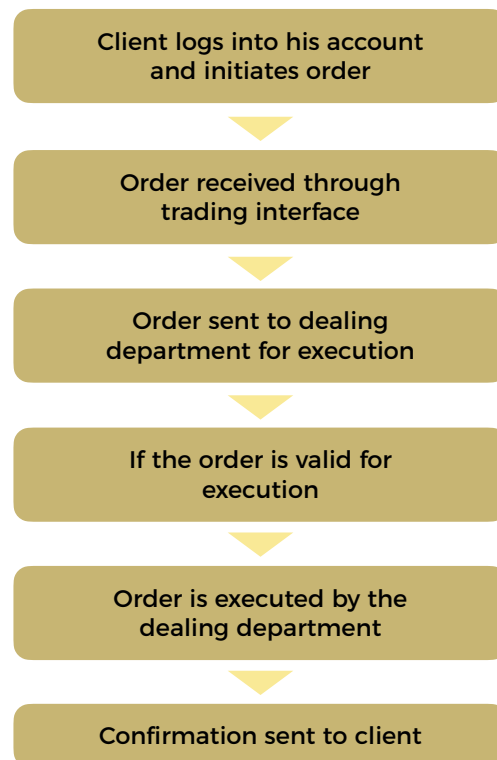 Client logs into his account
and initiates order
Order received through
trading interface
Order sent to dealing
department for execution
If the order is valid for
execution
Order is executed by the
dealing department
Confirmation sent to client